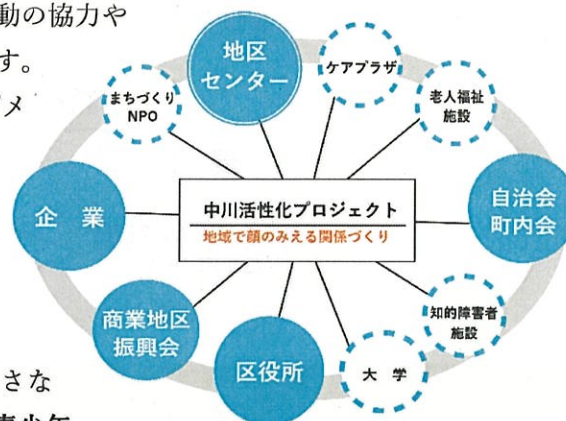 動の協力や
す。
メ
地区
センター
ケアプラザ
まちづくり
NPO
老人福祉
施設
企業
中川活性化プロジェクト
地域で顔のみえる関係づくり
自治会
町内会
商業地区
振興会
区役所
大学
知的障害者
施設
さな